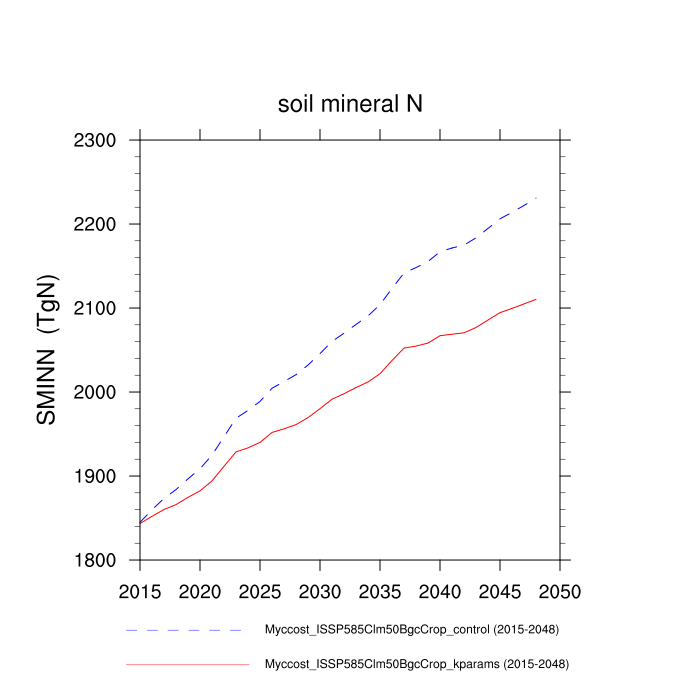 soil mineral N
2300
2200
2100
2000
1900
1800
SMINN (TgN)
2015 2020 2025 2030 2035 2040 2045 2050
Myccost_ISSP585Clm50BgcCrop_control (2015-2048)
Myccost_ISSP585Clm50BgcCrop_kparams (2015-2048)